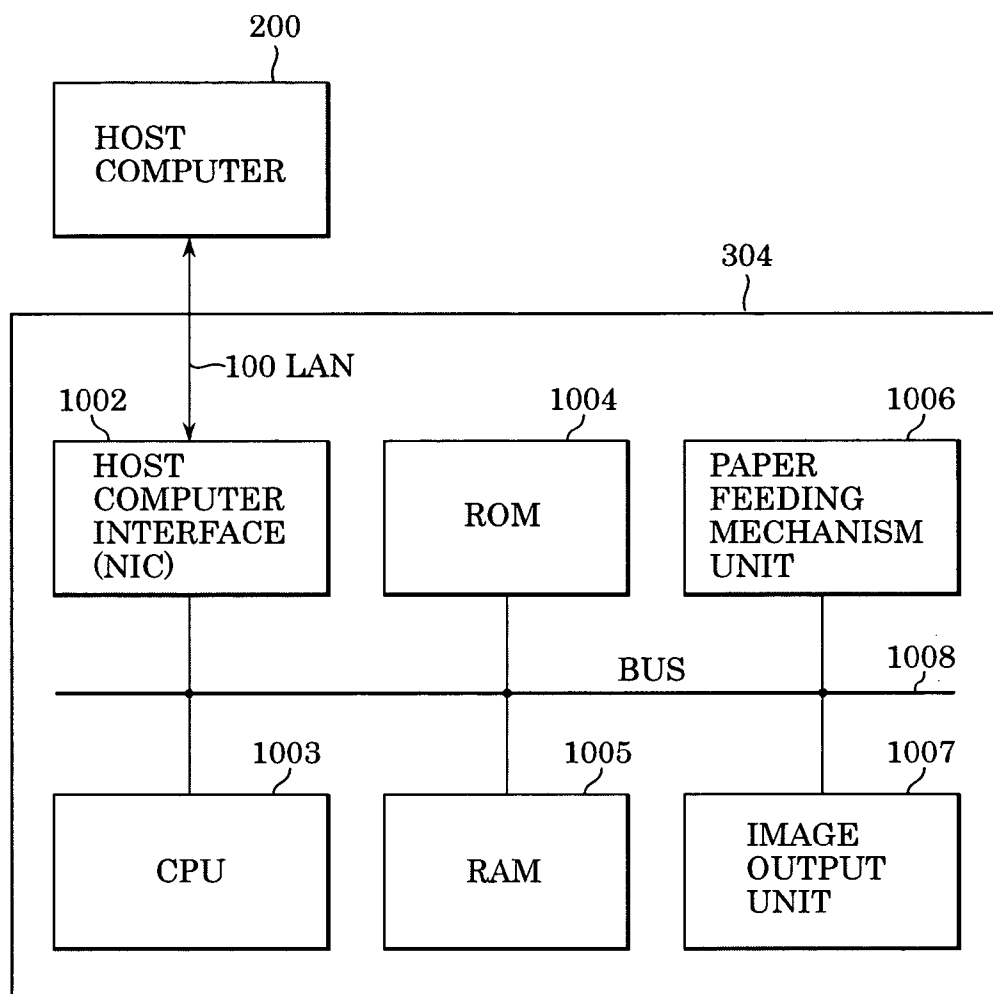 200
HOST
COMPUTER
304
100 LAN
1002
HOST
COMPUTER
INTERFACE
(NIC)
1004
ROM
1006
PAPER
FEEDING
MECHANISM
UNIT
BUS
1008
1003
CPU
1005
RAM
1007
IMAGE
OUTPUT
UNIT